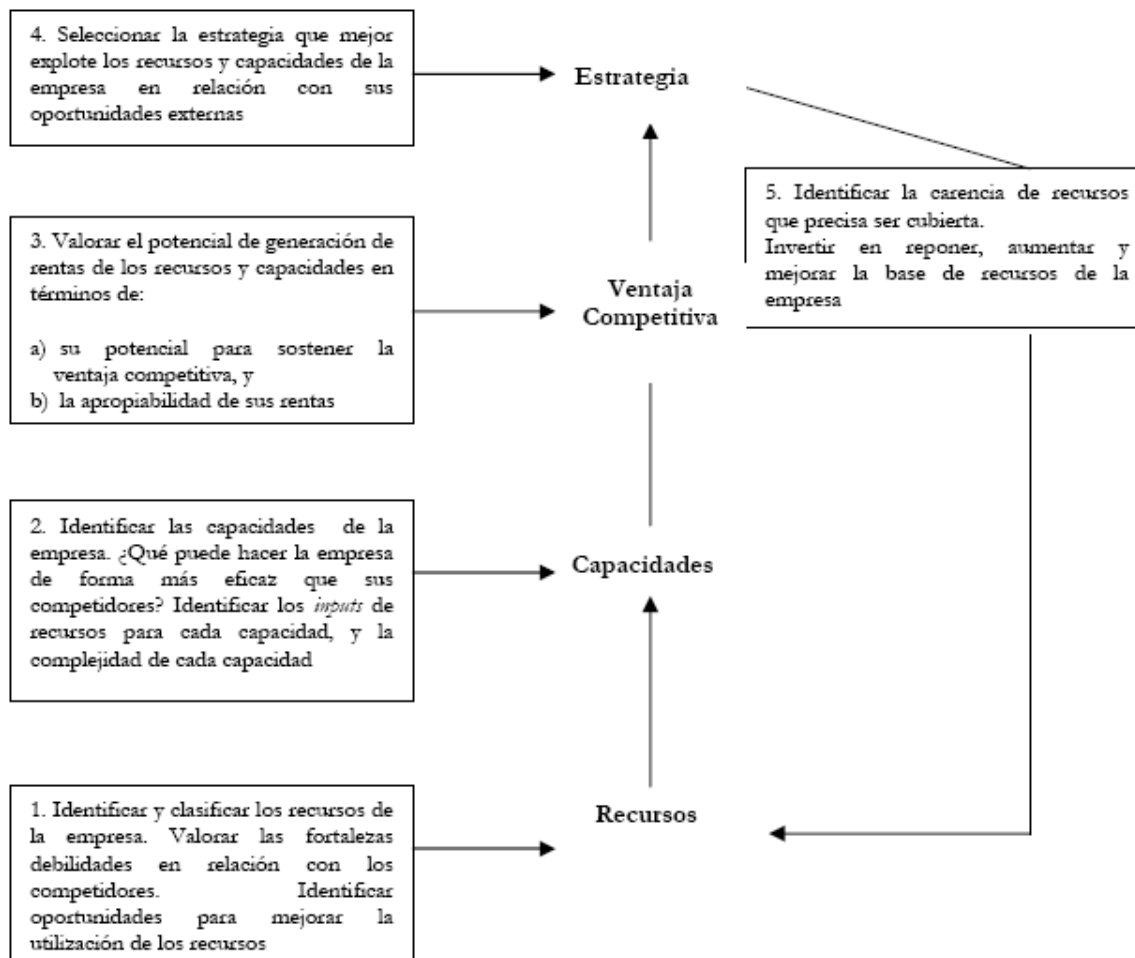 4. Seleccionar la estrategia que mejor
explote los recursos y capacidades de la
empresa en relación con sus
oportunidades externas
Estrategia
5. Identificar la carencia de recursos
que precisa ser cubierta.
Invertir en reponer, aumentar y
mejorar la base de recursos de la
empresa
3. Valorar el potencial de generación de
rentas de los recursos y capacidades en
términos de:
a) su potencial para sostener la
ventaja competitiva, y
b) la apropiabilidad de sus rentas
Ventaja
Competitiva
2. Identificar las capacidades de la
empresa. ¿Qué puede hacer la empresa
de forma más eficaz que sus
competidores? Identificar los inputs de
recursos para cada capacidad, y la
complejidad de cada capacidad
Capacidades
1. Identificar y clasificar los recursos de
la empresa. Valorar las fortalezas
debilidades en relación con los
competidores. Identificar
oportunidades para mejorar la
utilización de los recursos
Recursos